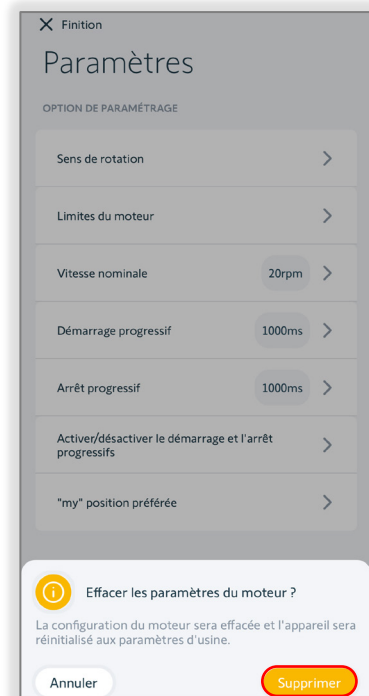 Finition
Paramètres
OPTION DE PARAMÉTRAGE
Sens de rotation
Limites du moteur
Vitesse nominale 20rpm
Démarrage progressif 1000ms
Arrêt progressif 1000ms
Activer/désactiver le démarrage et l'arrêt
progressifs
"my" position préférée
Effacer les paramètres du moteur ?
La configuration du moteur sera effacée et l'appareil sera
réinitialisé aux paramètres d'usine.
Annuler Supprimer